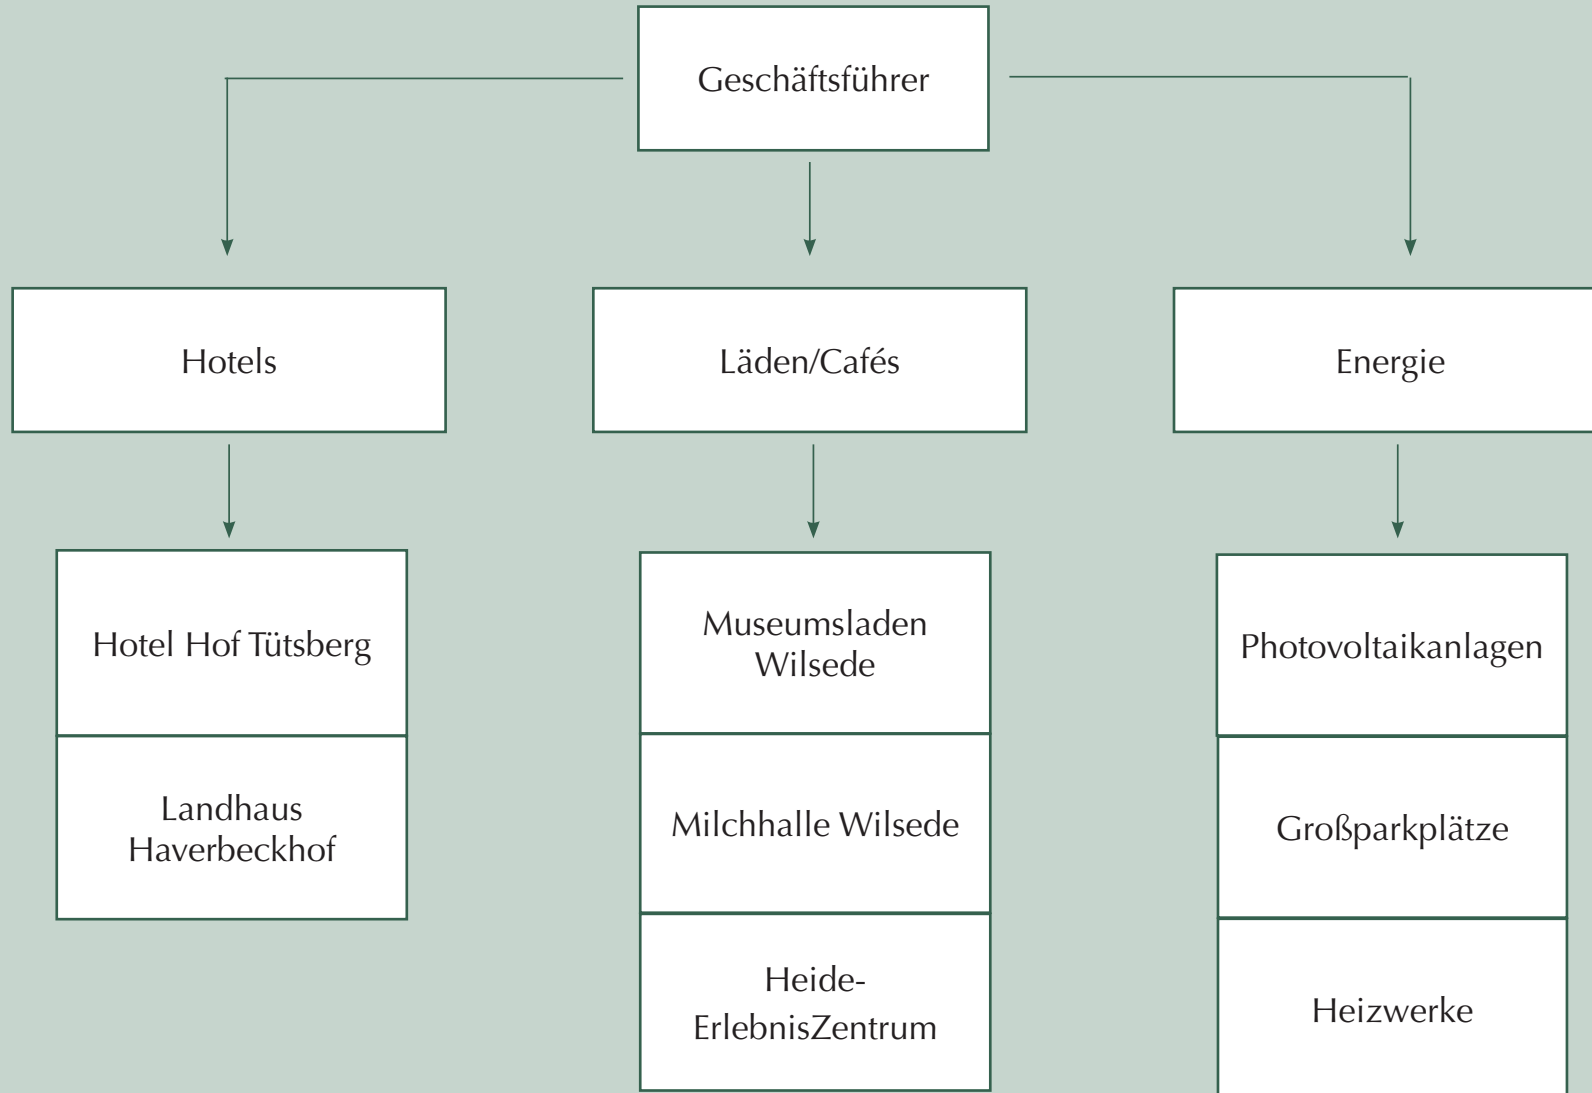 Geschäftsführer
Hotels
Läden/Cafés
Energie
Hotel Hof Tütsberg
Landhaus
Haverbeckhof
Museumsladen
Wilsede
Milchhalle Wilsede
Heide-
ErlebnisZentrum
Photovoltaikanlagen
Großparkplätze
Heizwerke